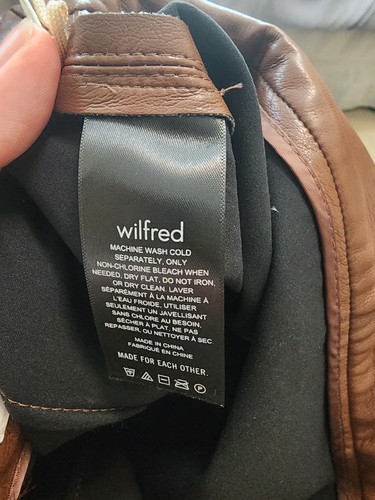 wilfred
MACHINE WASH COLD
SEPARATELY, ONLY
NON-CHLORINE BLEACH WHEN
NEEDED, DRY FLAT, DO NOT IRON,
OR DRY CLEAN. LAVER
SÉPARÉMENT À LA MACHINE À
L'EAU FROIDE. UTILISER
SEULEMENT UN JAVELLISANT
SANS CHLORE AU BESOIN,
SÉCHER À PLAT, NE PAS
REPASSER, OU NETTOYER À SEC.
MADE IN CHINA
FABRIQUÉ EN CHINE
MADE FOR EACH OTHER.